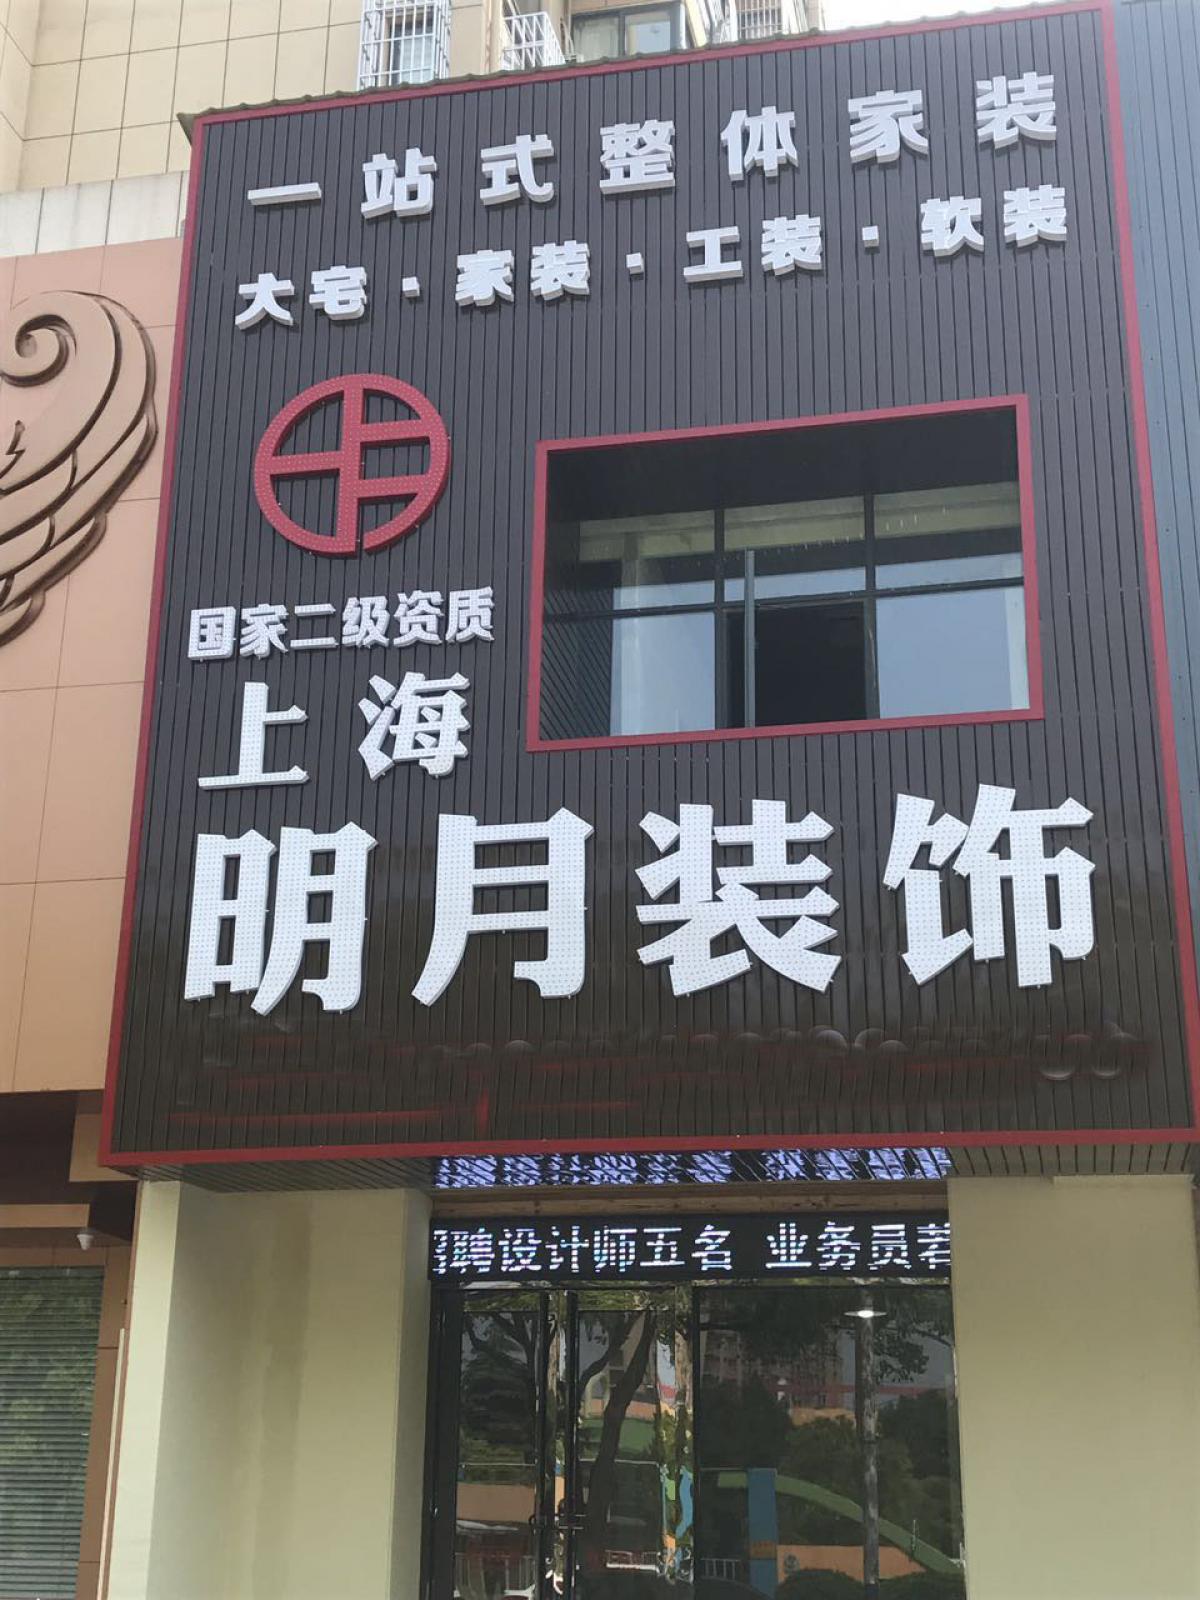 一站式整体家装
大宅·家装·工装·软装
国家二级资质
上海
明月装饰
聘设计师五名 业务员若